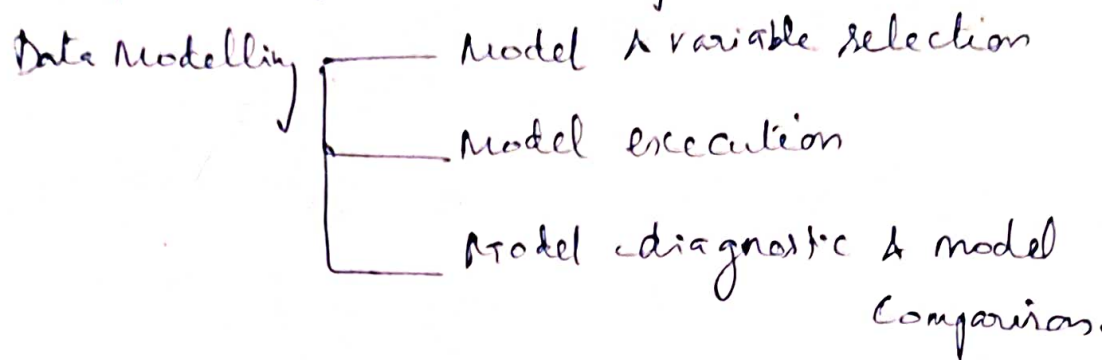 Data Modelling
Model & variable selection
Model execution
Model diagnostic & model
Comparison.